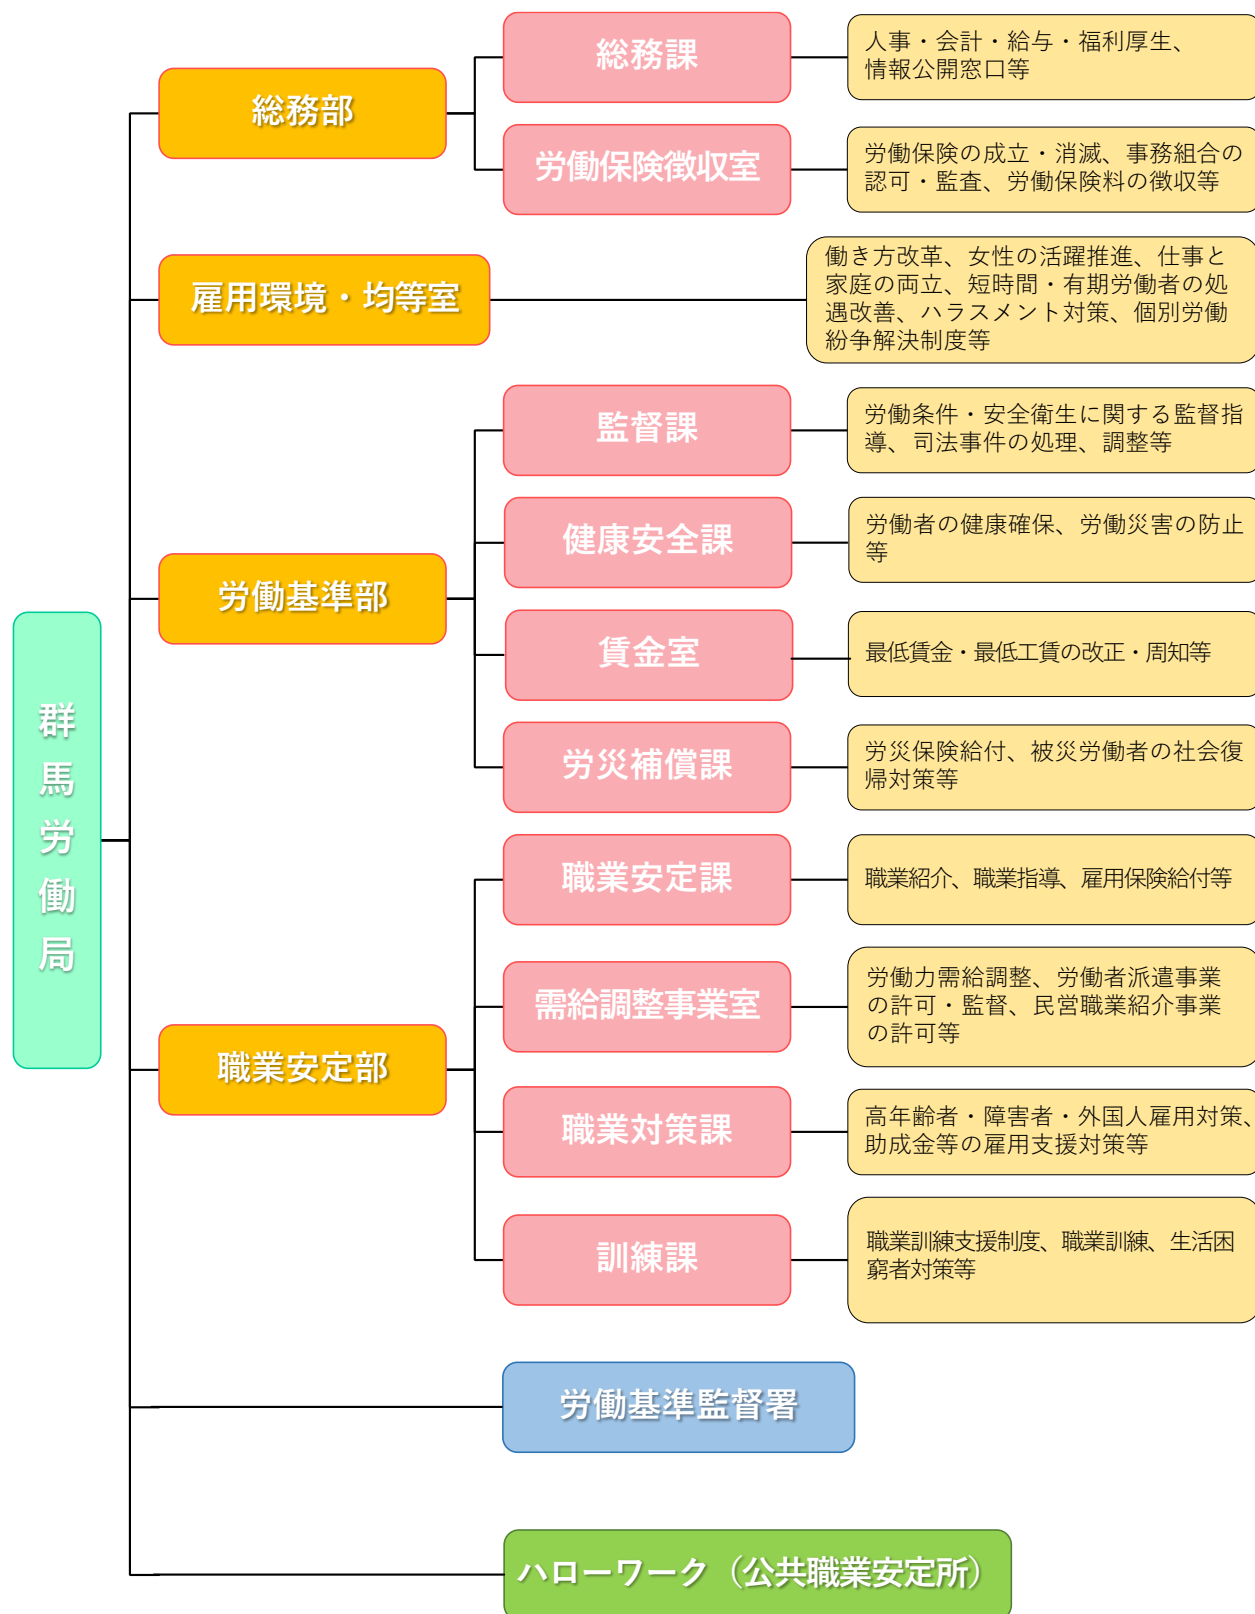 群馬労働局
総務部
総務課
人事・会計・給与・福利厚生、
情報公開窓口等
労働保険徴収室
労働保険の成立・消滅、事務組合の
認可・監査、労働保険料の徴収等
雇用環境・均等室
働き方改革、女性の活躍推進、仕事と
家庭の両立、短時間・有期労働者の処
遇改善、ハラスメント対策、個別労働
紛争解決制度等
労働基準部
監督課
労働条件・安全衛生に関する監督指
導、司法事件の処理、調整等
健康安全課
労働者の健康確保、労働災害の防止
等
賃金室
最低賃金・最低工賃の改正・周知等
労災補償課
労災保険給付、被災労働者の社会復
帰対策等
職業安定部
職業安定課
職業紹介、職業指導、雇用保険給付等
需給調整事業室
労働力需給調整、労働者派遣事業
の許可・監督、民営職業紹介事業
の許可等
職業対策課
高年齢者・障害者・外国人雇用対策、
助成金等の雇用支援対策等
訓練課
職業訓練支援制度、職業訓練、生活困
窮者対策等
労働基準監督署
ハローワーク（公共職業安定所）